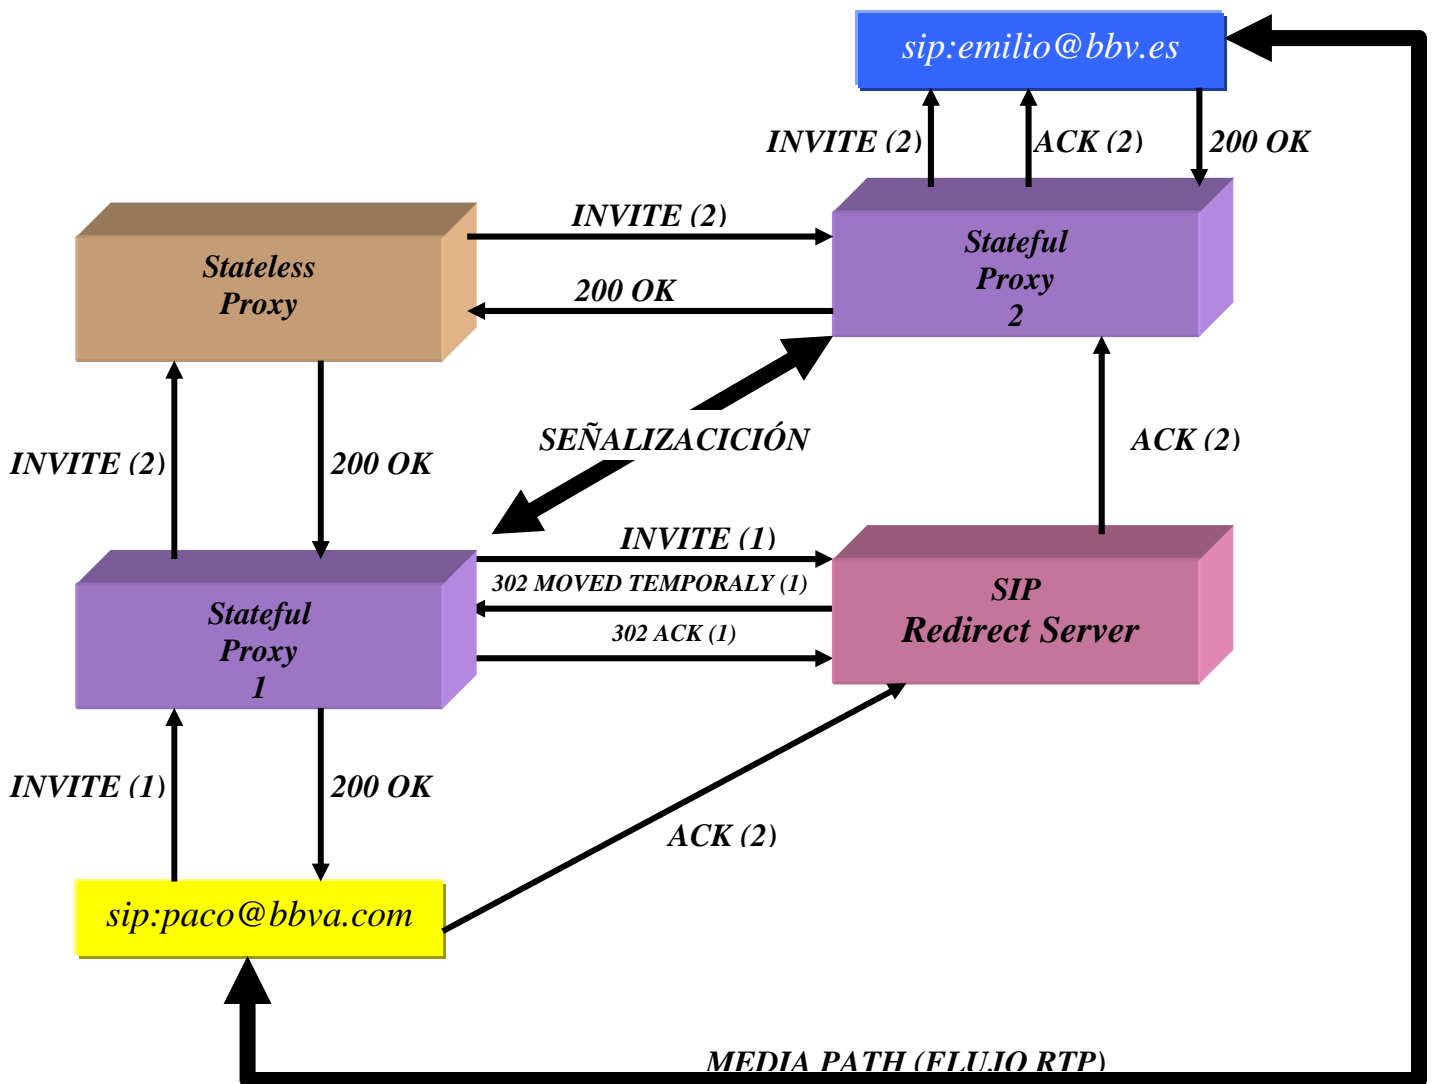 sip:emilio@bbv.es
INVITE (2)
ACK (2)
200 OK
INVITE (2)
Stateless
Proxy
Stateful
Proxy
2
200 OK
SEÑALIZACICIÓN
ACK (2)
INVITE (2)
200 OK
INVITE (1)
302 MOVED TEMPORALY (1)
302 ACK (1)
Stateful
Proxy
1
SIP
Redirect Server
INVITE (1)
200 OK
ACK (2)
sip:paco@bbva.com
MEDIA PATH (FLUJO RTP)